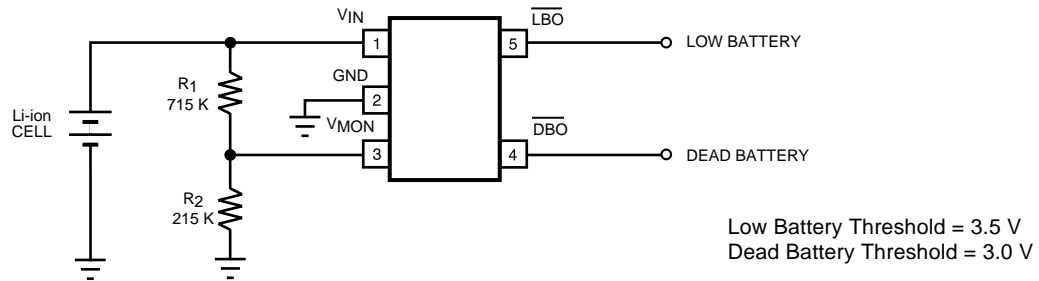 VIN
LBO
1
5
LOW BATTERY
GND
R1
715 K
2
Li-ion
CELL
VMON
DBO
3
4
DEAD BATTERY
R2
215 K
Low Battery Threshold = 3.5 V
Dead Battery Threshold = 3.0 V